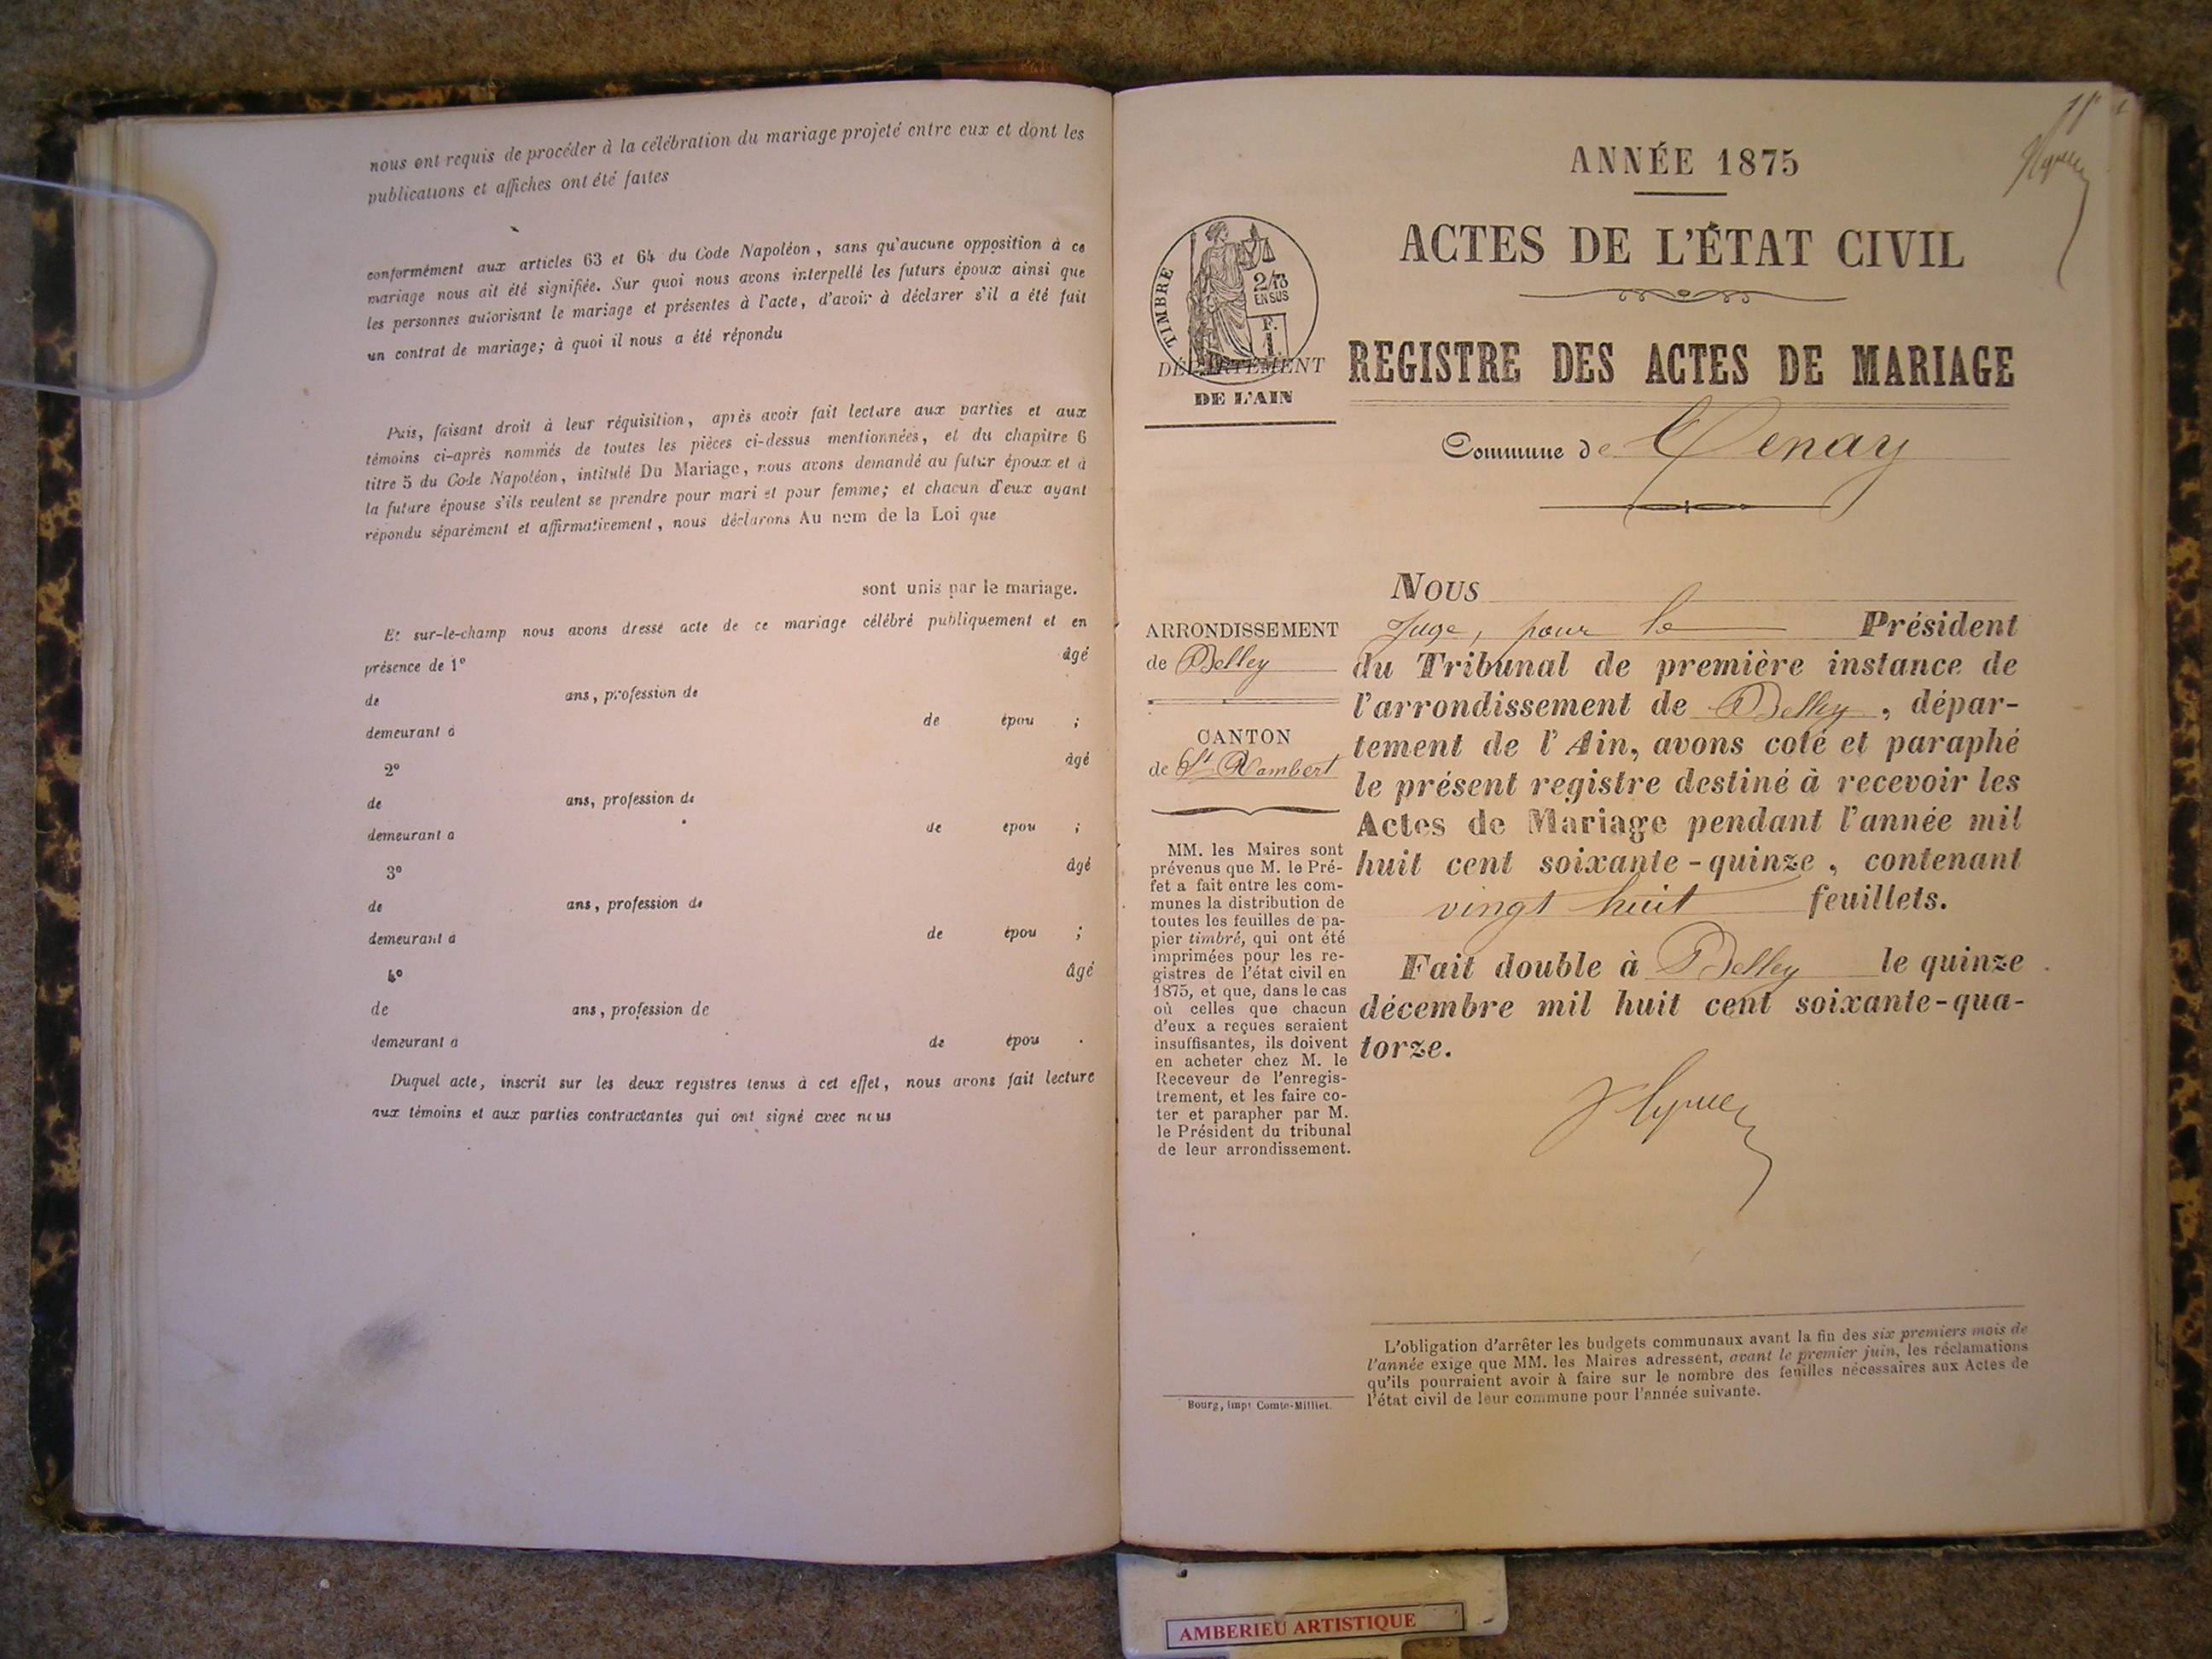 nous ont requis de procéder à la célébration du mariage projeté entre eux et dont les
publications et affiches ont été faites
conformément aux articles 63 et 64 du Code Napoléon, sans qu'aucune opposition à ce
mariage nous ait été signifiée. Sur quoi nous avons interpellé les futurs époux ainsi que
les personnes autorisant le mariage et présentes à l'acte, d'avoir à déclarer s'il a été fait
un contrat de mariage; à quoi il nous a été répondu
Puis, faisant droit à leur réquisition, après avoir fait lecture aux parties et aux
témoins ci-après nommés de toutes les pièces ci-dessus mentionnées, et du chapitre 6
titre 5 du Code Napoléon, intitulé Du Mariage, nous avons demandé au futur époux et à
la future épouse s'ils veulent se prendre pour mari et pour femme; et chacun d'eux ayant
répondu séparément et affirmativement, nous déclarons Au nom de la Loi que
sont unis par le mariage.
Et sur-le-champ nous avons dressé acte de ce mariage célébré publiquement et en
présence de 1° âgé
de ans, profession de
demeurant à de épou ;
2° âgé
de ans, profession de
demeurant a de épou ;
3° âgé
de ans, profession de
demeurant à de épou ;
4° âgé
de ans, profession de
demeurant a de épou .
Duquel acte, inscrit sur les deux registres tenus à cet effet, nous avons fait lecture
aux témoins et aux parties contractantes qui ont signé avec nous
ANNÉE 1875
ACTES DE L'ÉTAT CIVIL
TIMBRE
2/10
EN SUS
F.
1.
DÉPARTEMENT
DE L'AIN
REGISTRE DES ACTES DE MARIAGE
Commune de Tenay
ARRONDISSEMENT
de Belley
CANTON
de St Rambert
MM. les Maires sont
prévenus que M. le Pré-
fet a fait entre les com-
munes la distribution de
toutes les feuilles de pa-
pier timbré, qui ont été
imprimées pour les re-
gistres de l'état civil en
1875, et que, dans le cas
où celles que chacun
d'eux a reçues seraient
insuffisantes, ils doivent
en acheter chez M. le
Receveur de l'enregis-
trement, et les faire co-
ter et parapher par M.
le Président du tribunal
de leur arrondissement.
Bourg, impr Comte-Milliet.
Nous
Juge, pour le Président
du Tribunal de première instance de
l'arrondissement de Belley, dépar-
tement de l'Ain, avons coté et paraphé
le présent registre destiné à recevoir les
Actes de Mariage pendant l'année mil
huit cent soixante-quinze, contenant
vingt huit feuillets.
Fait double à Belley le quinze
décembre mil huit cent soixante-qua-
torze.
L'obligation d'arrêter les budgets communaux avant la fin des six premiers mois de
l'année exige que MM. les Maires adressent, avant le premier juin, les réclamations
qu'ils pourraient avoir à faire sur le nombre des feuilles nécessaires aux Actes de
l'état civil de leur commune pour l'année suivante.
AMBERIEU ARTISTIQUE